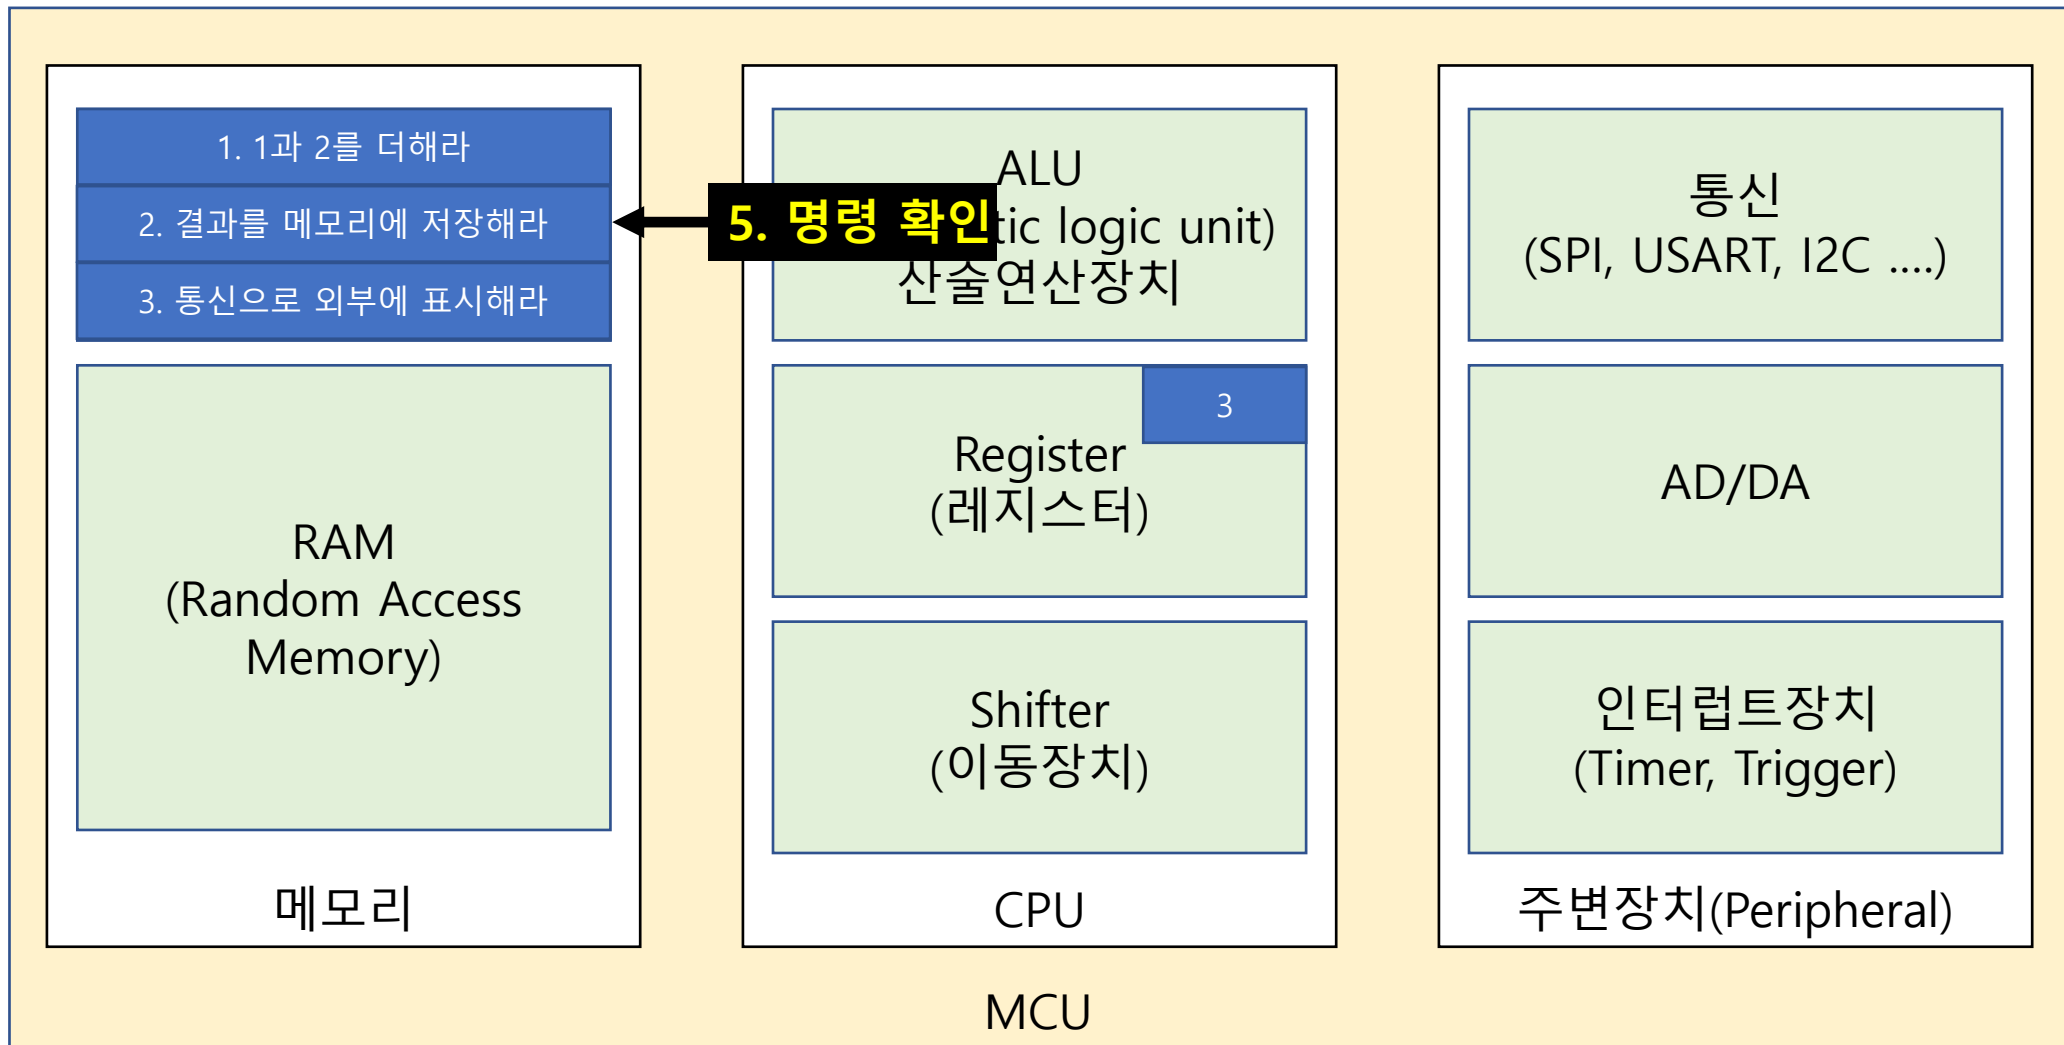 1. 1과 2를 더해라
2. 결과를 메모리에 저장해라
3. 통신으로 외부에 표시해라
RAM
(Random Access
Memory)
메모리
ALU
5. 명령 확인
tic logic unit)
산술연산장치
3
Register
(레지스터)
Shifter
(이동장치)
CPU
통신
(SPI, USART, I2C ....)
AD/DA
인터럽트장치
(Timer, Trigger)
주변장치(Peripheral)
MCU